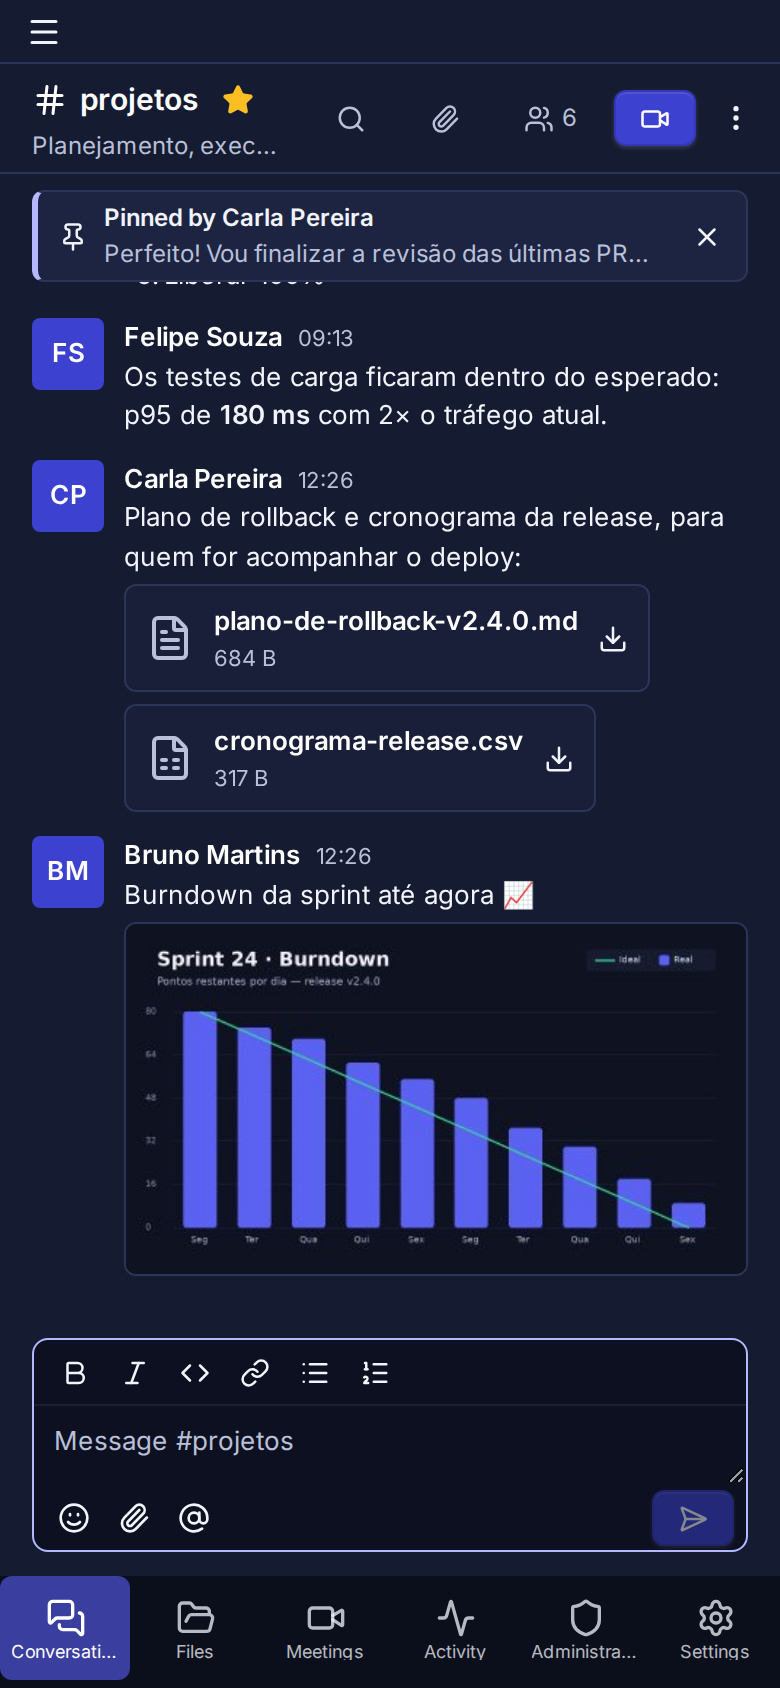 # projetos
6
Planejamento, exec...
Pinned by Carla Pereira
Perfeito! Vou finalizar a revisão das últimas PR...
FS
Felipe Souza 09:13
Os testes de carga ficaram dentro do esperado:
p95 de 180 ms com 2× o tráfego atual.
CP
Carla Pereira 12:26
Plano de rollback e cronograma da release, para
quem for acompanhar o deploy:
plano-de-rollback-v2.4.0.md
684 B
cronograma-release.csv
317 B
BM
Bruno Martins 12:26
Burndown da sprint até agora 📈
Sprint 24 · Burndown
Pontos restantes por dia — release v2.4.0
Ideal Real
80
64
48
32
16
0
Seg Ter Qua Qui Sex Seg Ter Qua Qui Sex
Message #projetos
Conversati... Files Meetings Activity Administra... Settings